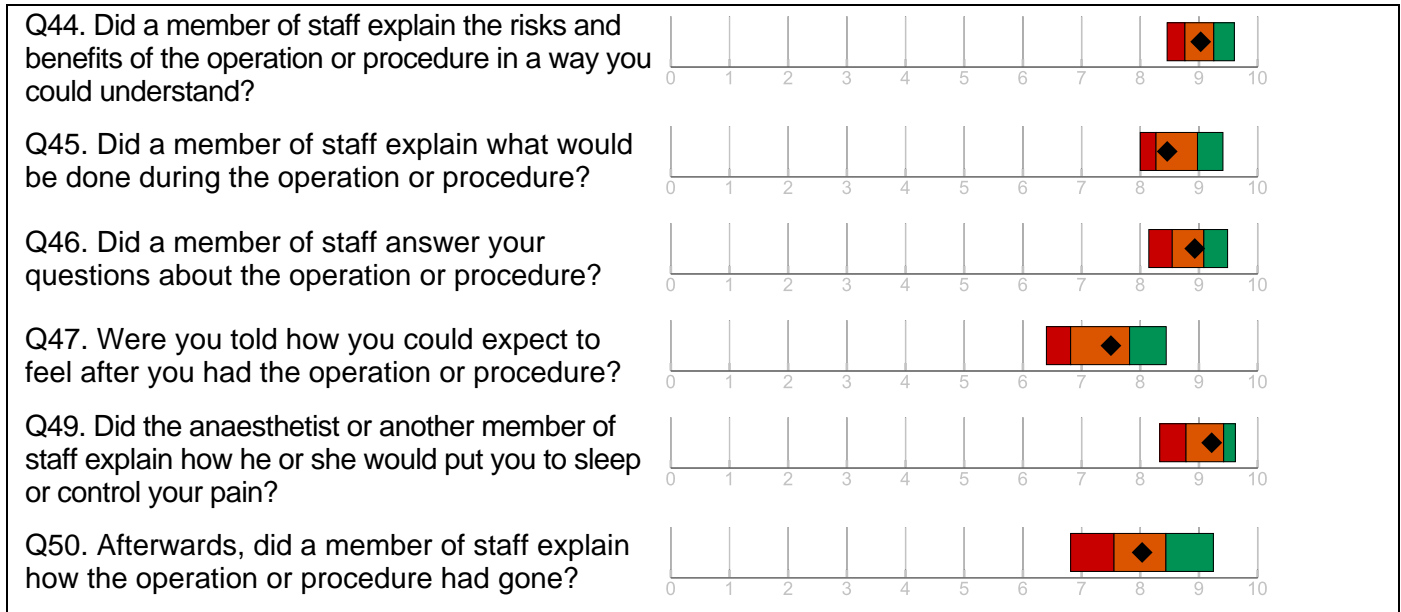 Q44. Did a member of staff explain the risks and
benefits of the operation or procedure in a way you
could understand?
0 1 2 3 4 5 6 7 8 9 10
Q45. Did a member of staff explain what would
be done during the operation or procedure?
0 1 2 3 4 5 6 7 8 9 10
Q46. Did a member of staff answer your
questions about the operation or procedure?
0 1 2 3 4 5 6 7 8 9 10
Q47. Were you told how you could expect to
feel after you had the operation or procedure?
0 1 2 3 4 5 6 7 8 9 10
Q49. Did the anaesthetist or another member of
staff explain how he or she would put you to sleep
or control your pain?
0 1 2 3 4 5 6 7 8 9 10
Q50. Afterwards, did a member of staff explain
how the operation or procedure had gone?
0 1 2 3 4 5 6 7 8 9 10